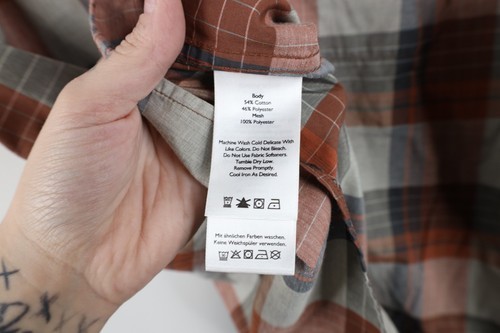 Body
54% Cotton
46% Polyester
Mesh
100% Polyester
Machine Wash Cold Delicate With
Like Colors. Do Not Bleach.
Do Not Use Fabric Softeners.
Tumble Dry Low.
Remove Promptly.
Cool Iron As Desired.
Mit ähnlichen Farben waschen.
Keine Weichspüler verwenden.